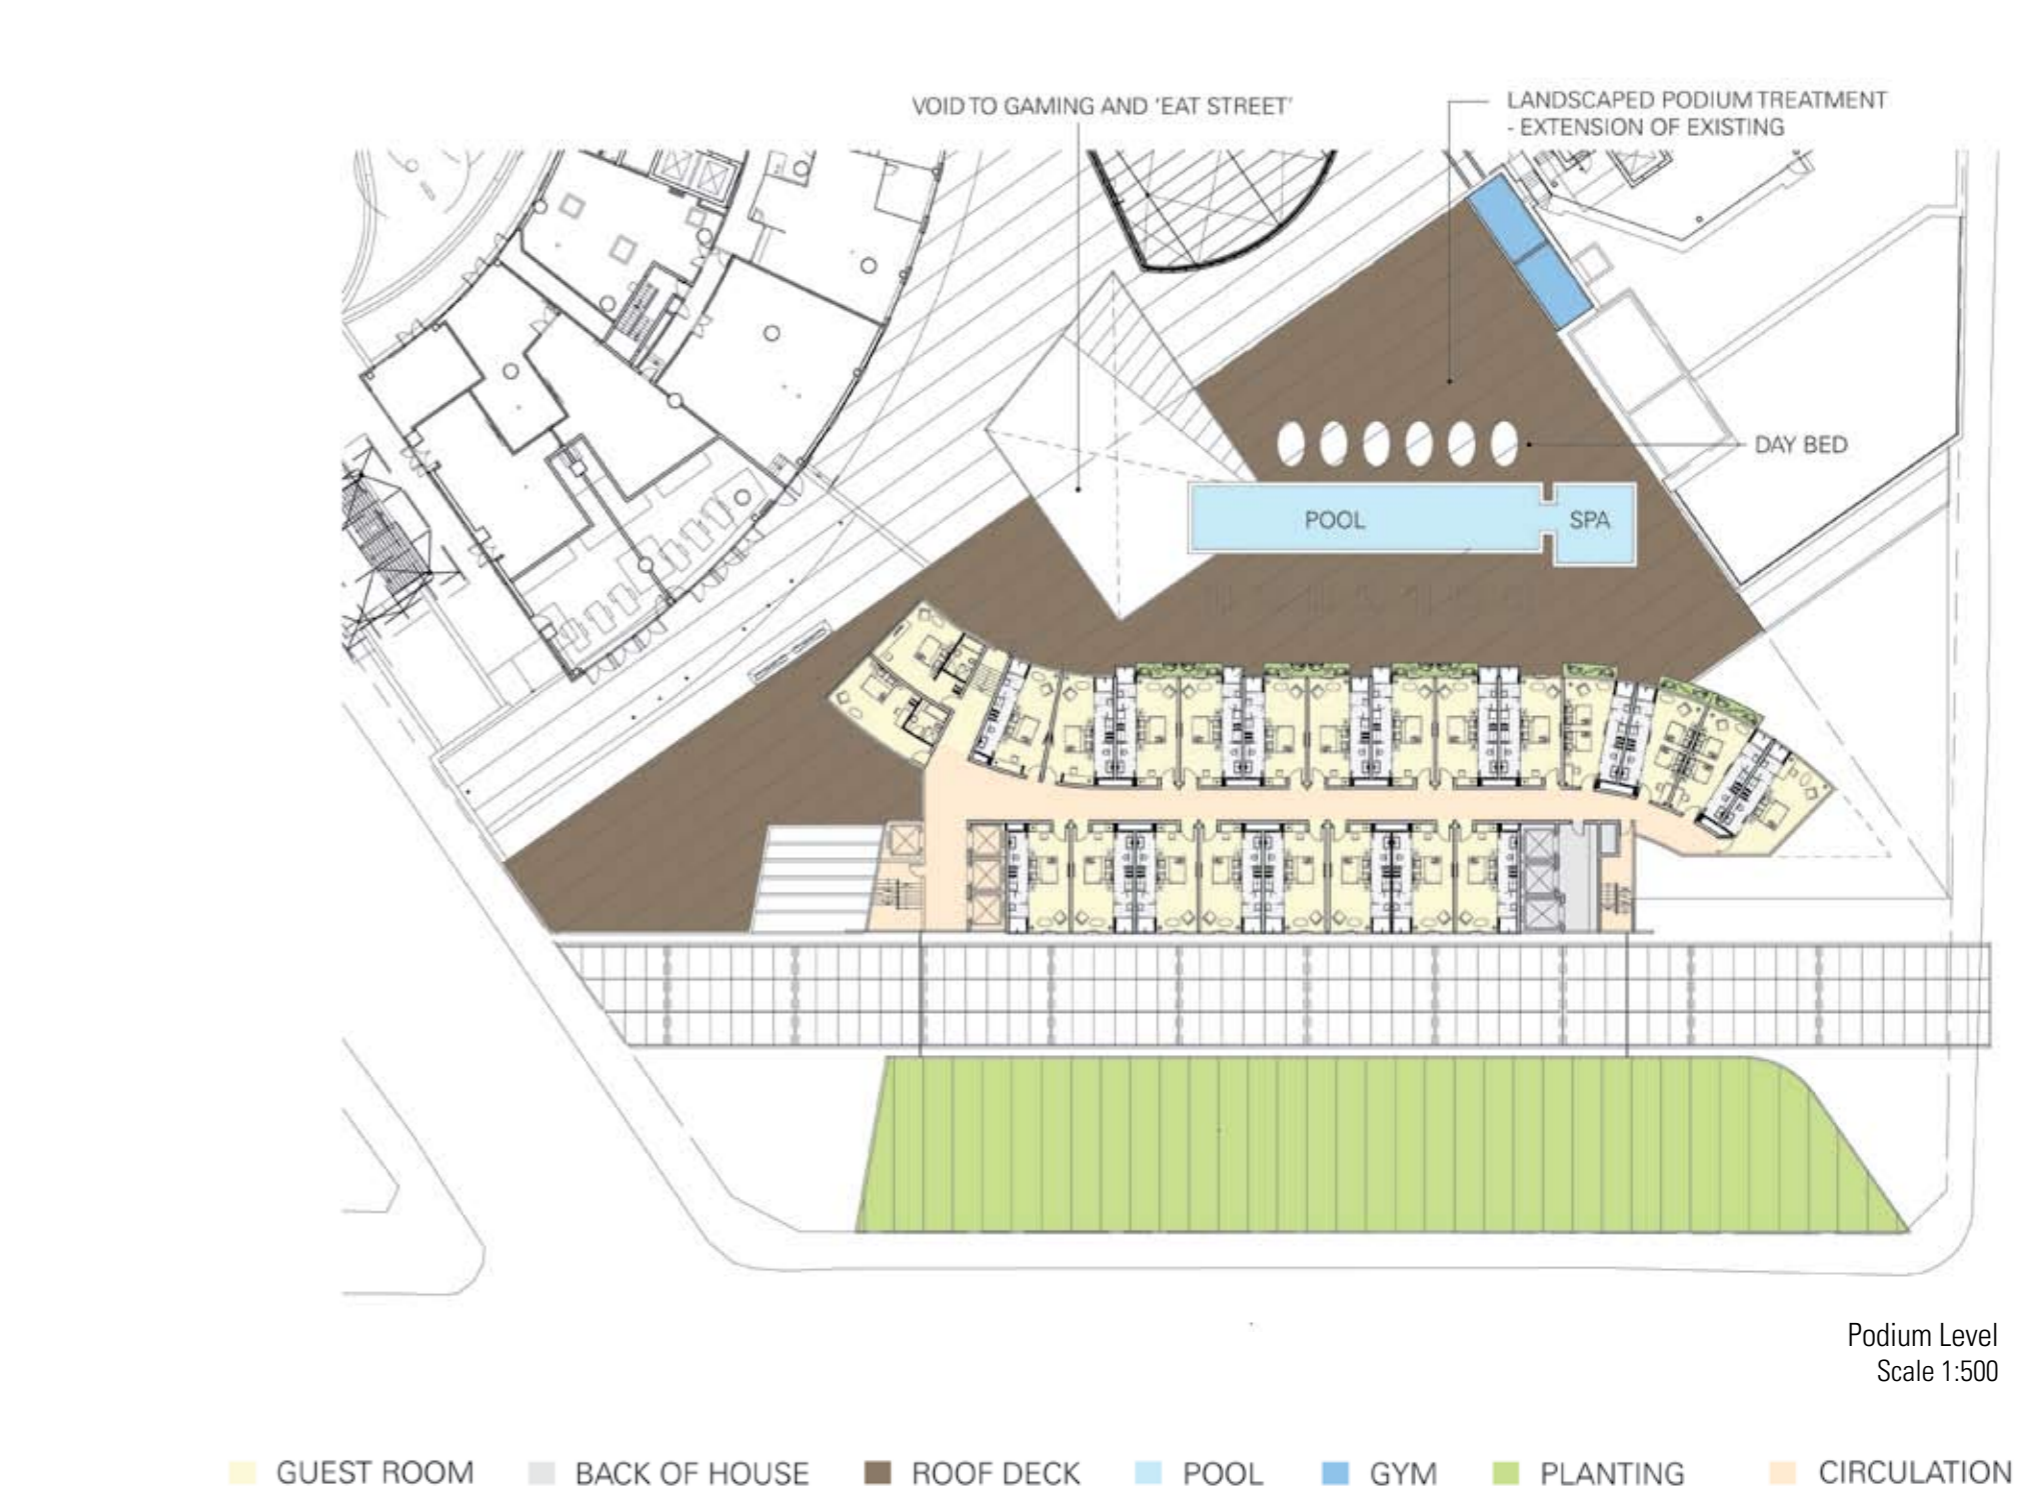 VOID TO GAMING AND ‘EAT STREET’
LANDSCAPED PODIUM TREATMENT
- EXTENSION OF EXISTING
DAY BED
POOL
SPA
Podium Level
Scale 1:500
GUEST ROOM
BACK OF HOUSE
ROOF DECK
POOL
GYM
PLANTING
CIRCULATION